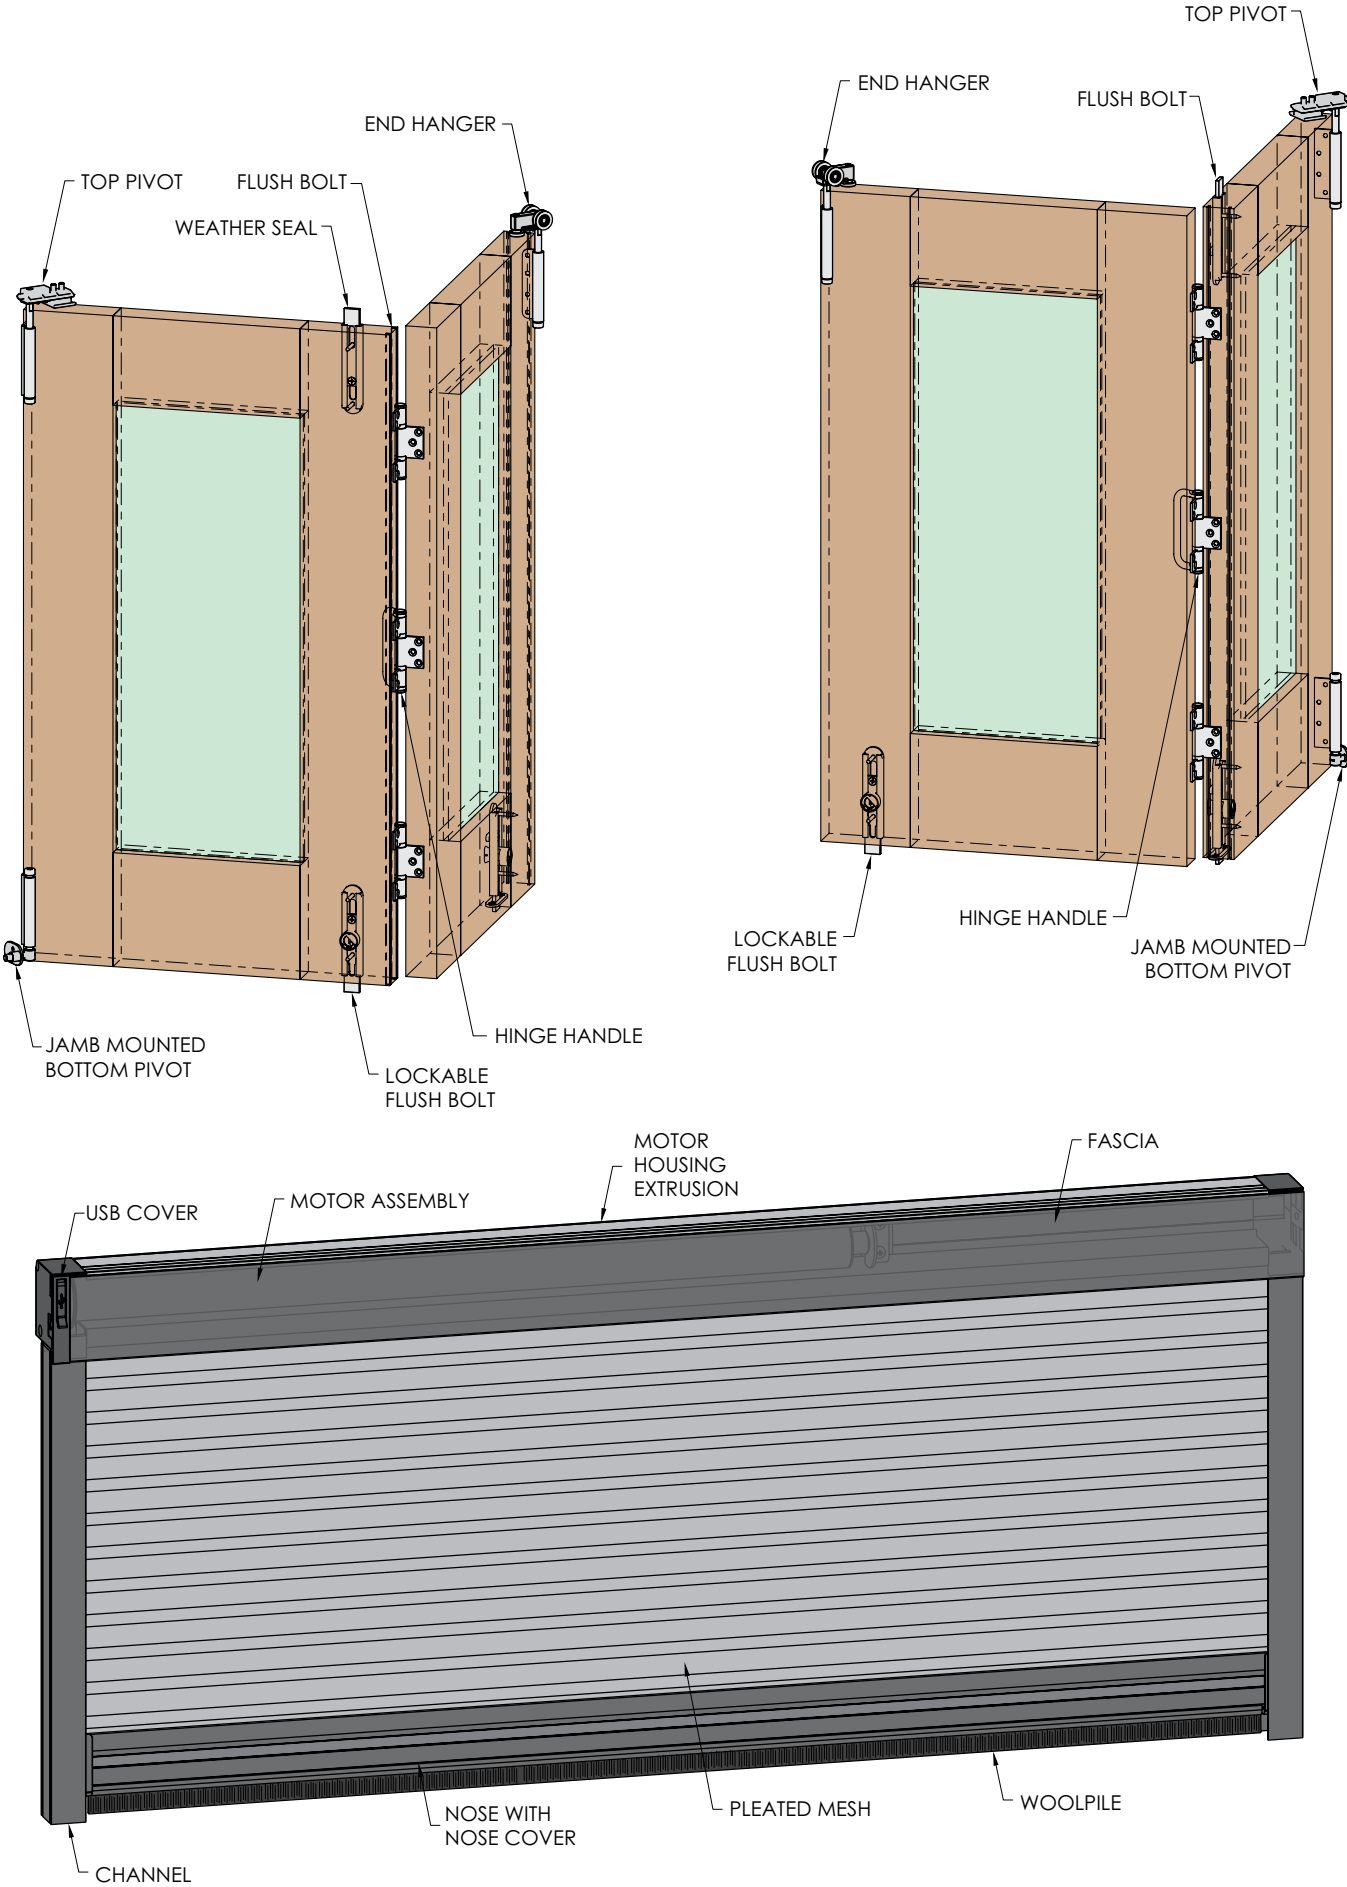 TOP PIVOT
END HANGER
FLUSH BOLT
END HANGER
TOP PIVOT
FLUSH BOLT
WEATHER SEAL
HINGE HANDLE
LOCKABLE
FLUSH BOLT
JAMB MOUNTED
BOTTOM PIVOT
HINGE HANDLE
JAMB MOUNTED
BOTTOM PIVOT
LOCKABLE
FLUSH BOLT
MOTOR
HOUSING
EXTRUSION
FASCIA
MOTOR ASSEMBLY
USB COVER
PLEATED MESH
WOOLPILE
NOSE WITH
NOSE COVER
CHANNEL